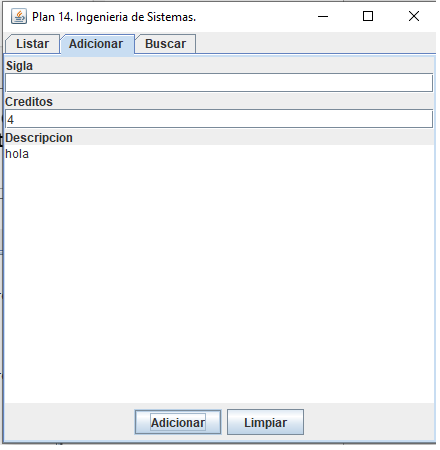 Plan 14. Ingenieria de Sistemas.
Listar Adicionar Buscar
Sigla
Creditos
4
Descripcion
hola
Adicionar Limpiar